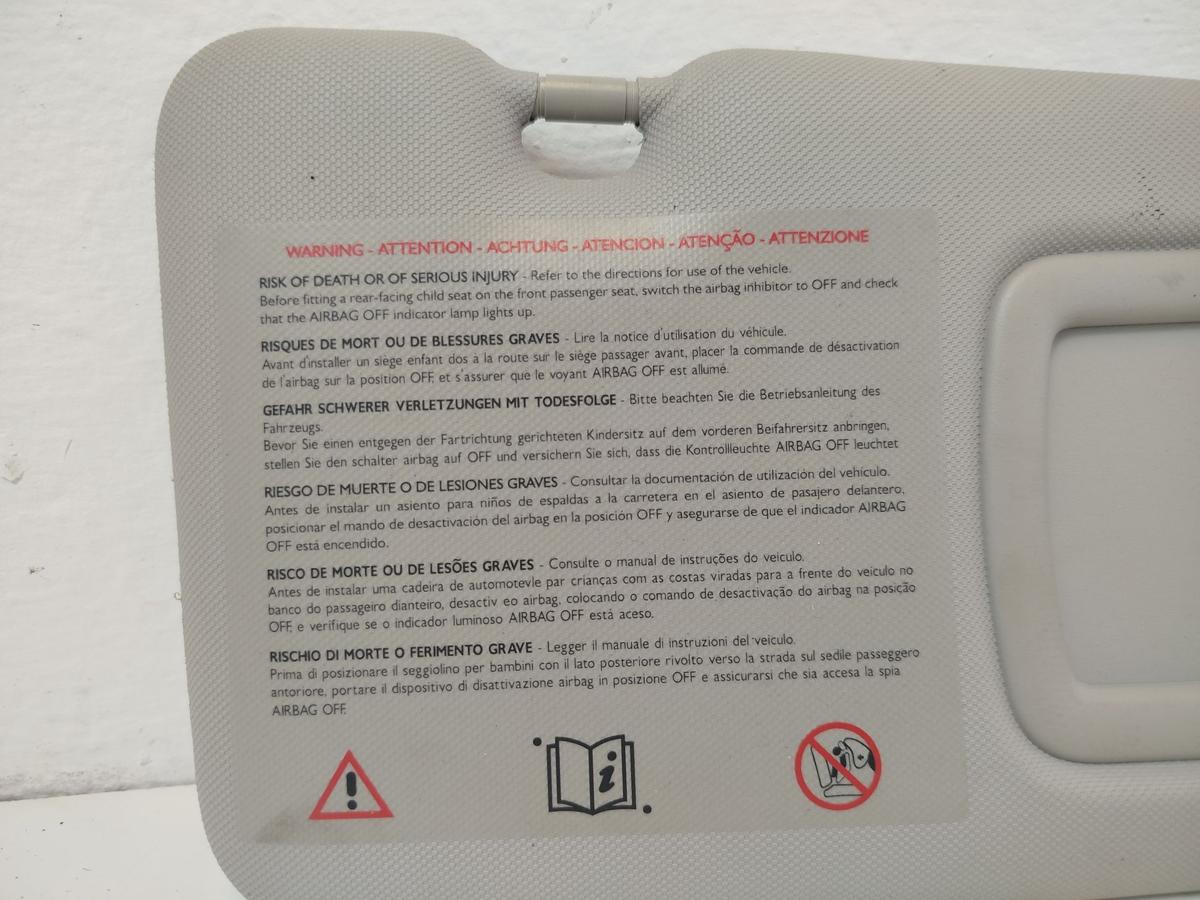 WARNING - ATTENTION - ACHTUNG - ATENCION - ATENÇÃO - ATTENZIONE
RISK OF DEATH OR OF SERIOUS INJURY - Refer to the directions for use of the vehicle.
Before fitting a rear-facing child seat on the front passenger seat, switch the airbag inhibitor to OFF and check
that the AIRBAG OFF indicator lamp lights up.
RISQUES DE MORT OU DE BLESSURES GRAVES - Lire la notice d'utilisation du véhicule.
Avant d'installer un siège enfant dos à la route sur le siège passager avant, placer la commande de désactivation
de l'airbag sur la position OFF, et s'assurer que le voyant AIRBAG OFF est allumé.
GEFAHR SCHWERER VERLETZUNGEN MIT TODESFOLGE - Bitte beachten Sie die Betriebsanleitung des
Fahrzeugs.
Bevor Sie einen entgegen der Fartrichtung gerichteten Kindersitz auf dem vorderen Beifahrersitz anbringen,
stellen Sie den schalter airbag auf OFF und versichern Sie sich, dass die Kontrollleuchte AIRBAG OFF leuchtet
RIESGO DE MUERTE O DE LESIONES GRAVES - Consultar la documentación de utilización del vehículo.
Antes de instalar un asiento para niños de espaldas a la carretera en el asiento de pasajero delantero,
posicionar el mando de desactivación del airbag en la posición OFF y asegurarse de que el indicador AIRBAG
OFF está encendido.
RISCO DE MORTE OU DE LESÕES GRAVES - Consulte o manual de instruções do veiculo.
Antes de instalar uma cadeira de automotevle par crianças com as costas viradas para a frente do veiculo no
banco do passageiro dianteiro, desactiv eo airbag, colocando o comando de desactivação do airbag na posição
OFF, e verifique se o indicador luminoso AIRBAG OFF está aceso.
RISCHIO DI MORTE O FERIMENTO GRAVE - Legger il manuale di instruzioni del veiculo.
Prima di posizionare il seggiolino per bambini con il lato posteriore rivolto verso la strada sul sedile passeggero
antoriore, portare il dispositivo di disattivazione airbag in posizione OFF e assicurarsi che sia accesa la spia
AIRBAG OFF.